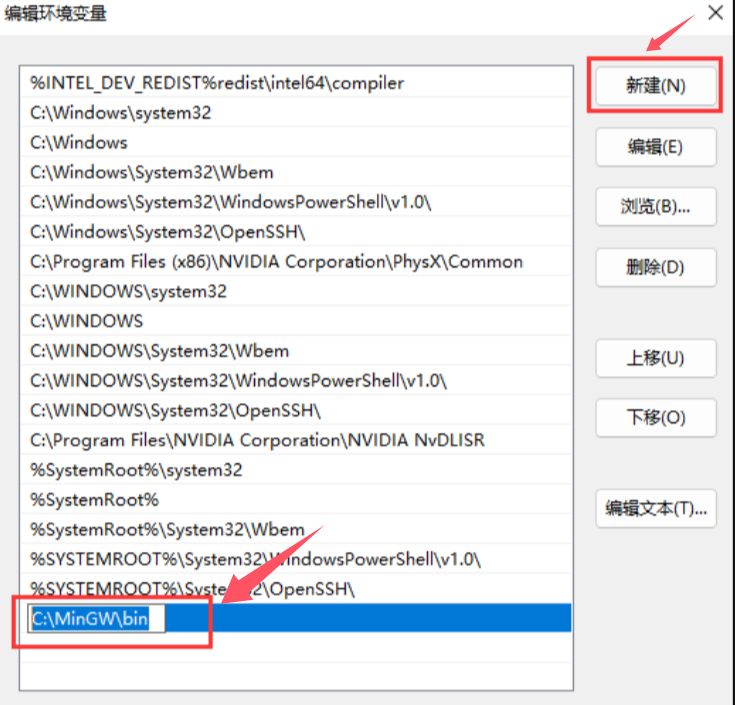 编辑环境变量
%INTEL_DEV_REDIST%redist\intel64\compiler
C:\Windows\system32
C:\Windows
C:\Windows\System32\Wbem
C:\Windows\System32\WindowsPowerShell\v1.0\
C:\Windows\System32\OpenSSH\
C:\Program Files (x86)\NVIDIA Corporation\PhysX\Common
C:\WINDOWS\system32
C:\WINDOWS
C:\WINDOWS\System32\Wbem
C:\WINDOWS\System32\WindowsPowerShell\v1.0\
C:\WINDOWS\System32\OpenSSH\
C:\Program Files\NVIDIA Corporation\NVIDIA NvDLISR
%SystemRoot%\system32
%SystemRoot%
%SystemRoot%\System32\Wbem
%SYSTEMROOT%\System32\WindowsPowerShell\v1.0\
%SYSTEMROOT%\System32\OpenSSH\
C:\MinGW\bin
新建(N)
编辑(E)
浏览(B)...
删除(D)
上移(U)
下移(O)
编辑文本(T)...